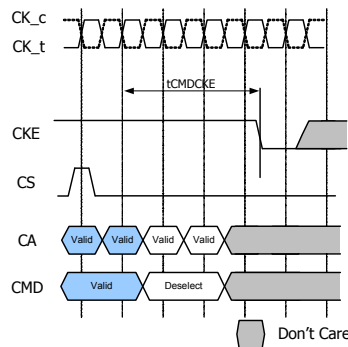 CK_c
CK_t
tCMDCKE
CKE
CS
CA Valid Valid Valid Valid
CMD Valid Deselect
Don't Care